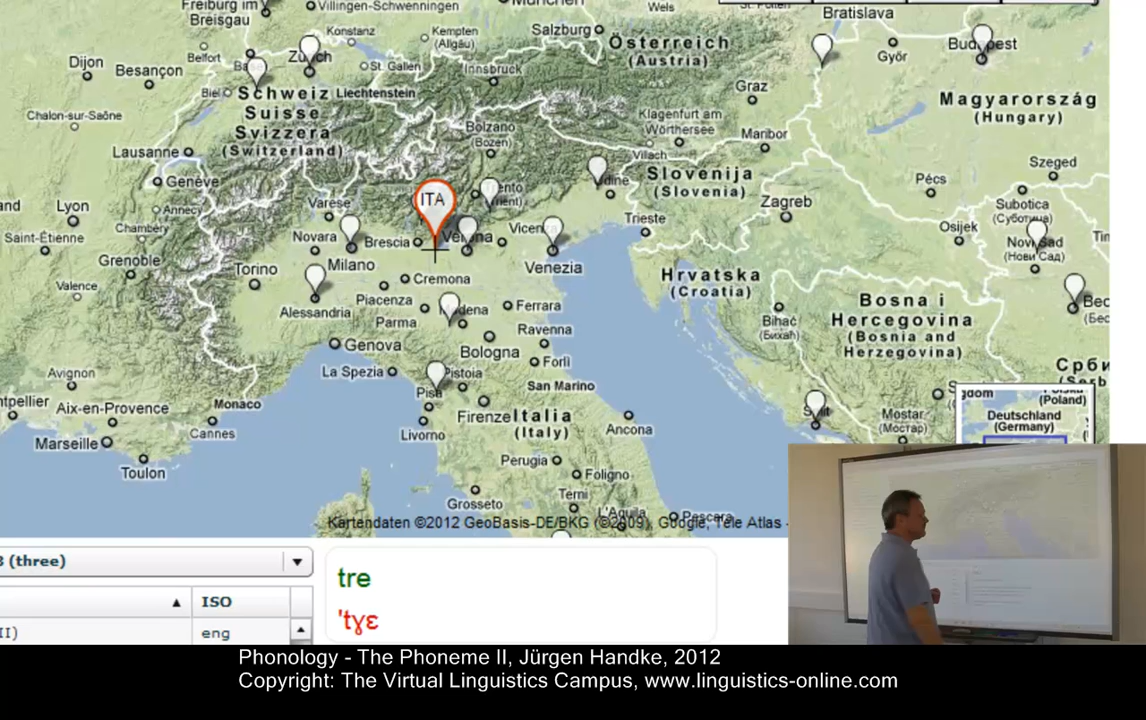 Freiburg im
Breisgau
Villingen-Schwenningen
München
Wels
St. Pölten
Bratislava
Konstanz
Kempten
(Allgäu)
Salzburg
Österreich
(Austria)
Győr
Budapest
Belfort
Zürich
St. Gallen
Dijon
Besançon
Innsbruck
Graz
Biel
Schweiz
Suisse
Svizzera
(Switzerland)
Liechtenstein
Magyarország
(Hungary)
Chalon-sur-Saône
Bolzano
(Bozen)
Klagenfurt am
Wörthersee
Maribor
Lausanne
Villach
Szeged
Genève
Udine
Slovenija
(Slovenia)
Pécs
ITA
Trento
(Trient)
Lyon
Annecy
Varese
Zagreb
Subotica
(Суботица)
Saint-Étienne
Chambéry
Trieste
Novara
Brescia
Verona
Vicenza
Osijek
Novi Sad
(Нови Сад)
Grenoble
Torino
Milano
Venezia
Valence
Cremona
Hrvatska
(Croatia)
Piacenza
Alessandria
Modena
Ferrara
Parma
Bihać
(Бихаћ)
Bosna i
Hercegovina
(Bosnia and
Herzegovina)
Ravenna
Genova
Bologna
Forlì
La Spezia
Pistoia
San Marino
Avignon
Pisa
Monaco
Aix-en-Provence
Cannes
Firenze
Italia
(Italy)
Split
Mostar
(Мостар)
(Poland)
Deutschland
(Germany)
Marseille
Livorno
Ancona
Toulon
Perugia
Foligno
Grosseto
Terni
L'Aquila
Pescara
Kartendaten ©2012 GeoBasis-DE/BKG (©2009), Google, Tele Atlas -
3 (three)
tre
ISO
'tɣɛ
II)
eng
Phonology - The Phoneme II, Jürgen Handke, 2012
Copyright: The Virtual Linguistics Campus, www.linguistics-online.com